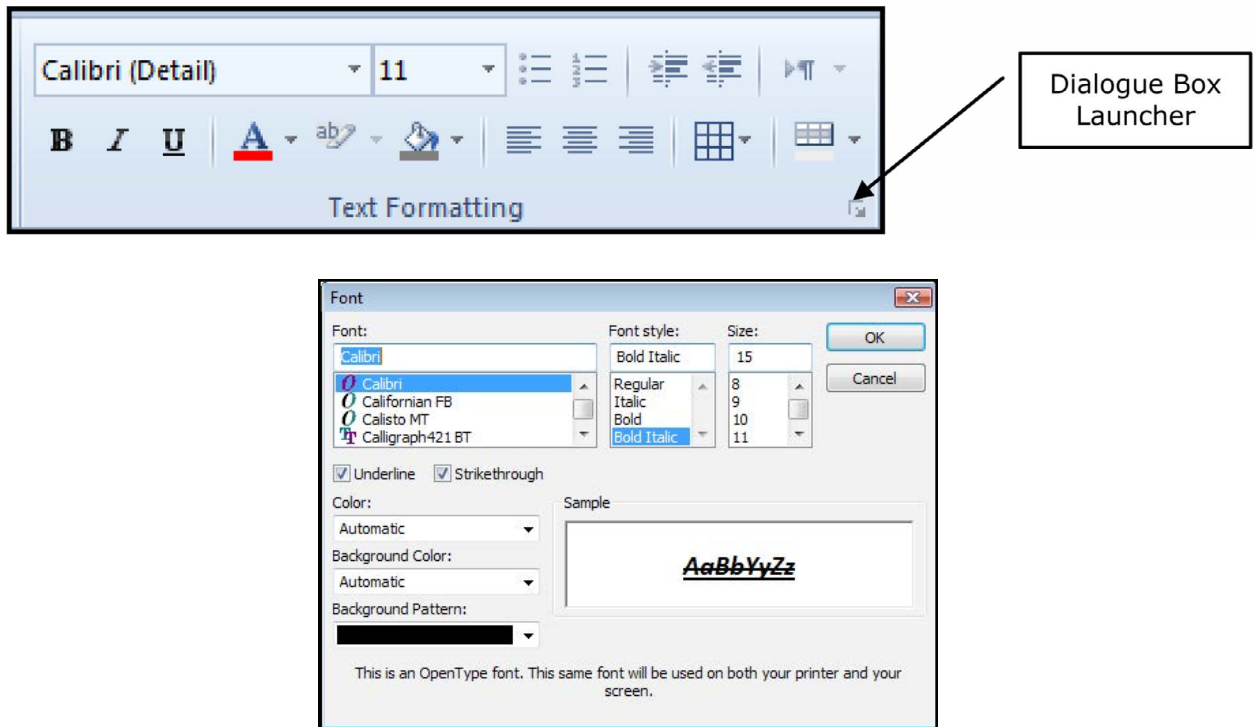 Calibri (Detail) 11
B I U A ab
Text Formatting
Dialogue Box
Launcher
Font
Font: Font style: Size:
Calibri Bold Italic 15 OK
Calibri Regular 8 Cancel
Californian FB Italic 9
Calisto MT Bold 10
Calligraph421 BT Bold Italic 11
Underline Strikethrough
Color: Sample
Automatic
AaBbYyZz
Background Color:
Automatic
Background Pattern:
This is an OpenType font. This same font will be used on both your printer and your
screen.